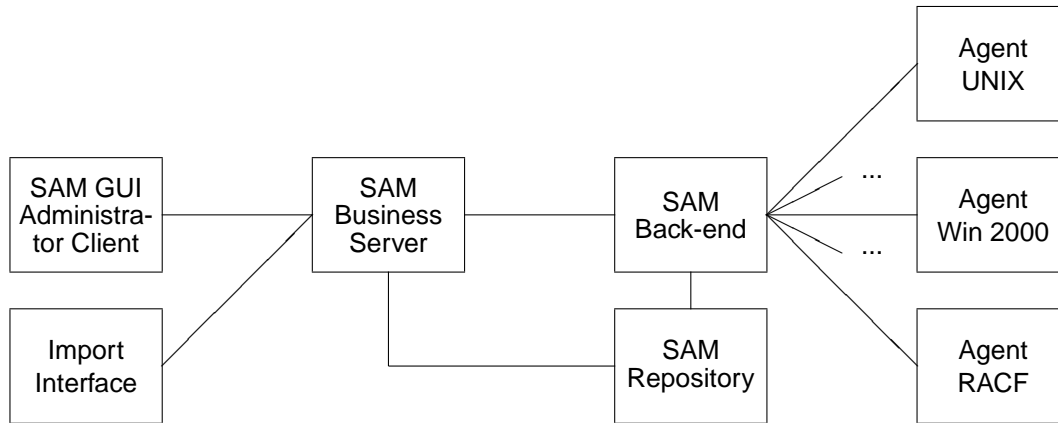 Agent
UNIX
SAM GUI
Administra-
tor Client
SAM
Business
Server
SAM
Back-end
...
Agent
Win 2000
...
Import
Interface
SAM
Repository
Agent
RACF